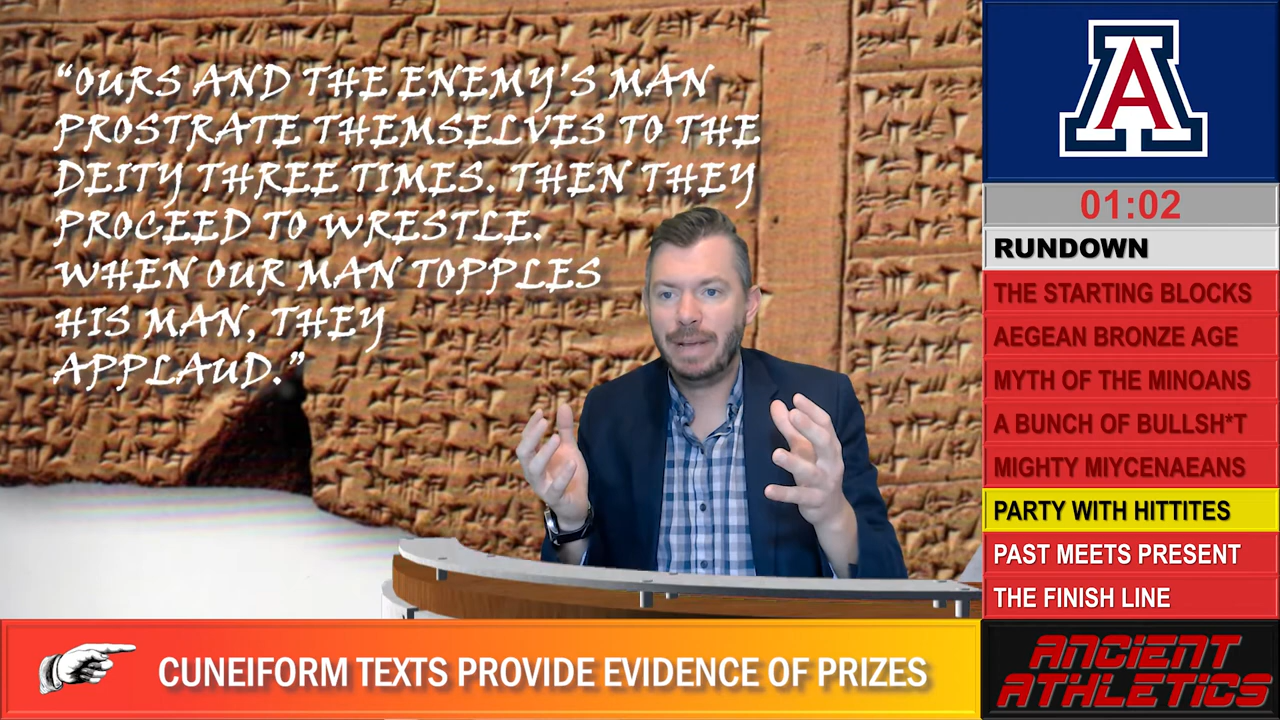 “OURS AND THE ENEMY’S MAN
PROSTRATE THEMSELVES TO THE
DEITY THREE TIMES. THEN THEY
PROCEED TO WRESTLE.
WHEN OUR MAN TOPPLES
HIS MAN, THEY
APPLAUD.”
CUNEIFORM TEXTS PROVIDE EVIDENCE OF PRIZES
A
01:02
RUNDOWN
THE STARTING BLOCKS
AEGEAN BRONZE AGE
MYTH OF THE MINOANS
A BUNCH OF BULLSH*T
MIGHTY MIYCENAEANS
PARTY WITH HITTITES
PAST MEETS PRESENT
THE FINISH LINE
ANCIENT
ATHLETICS